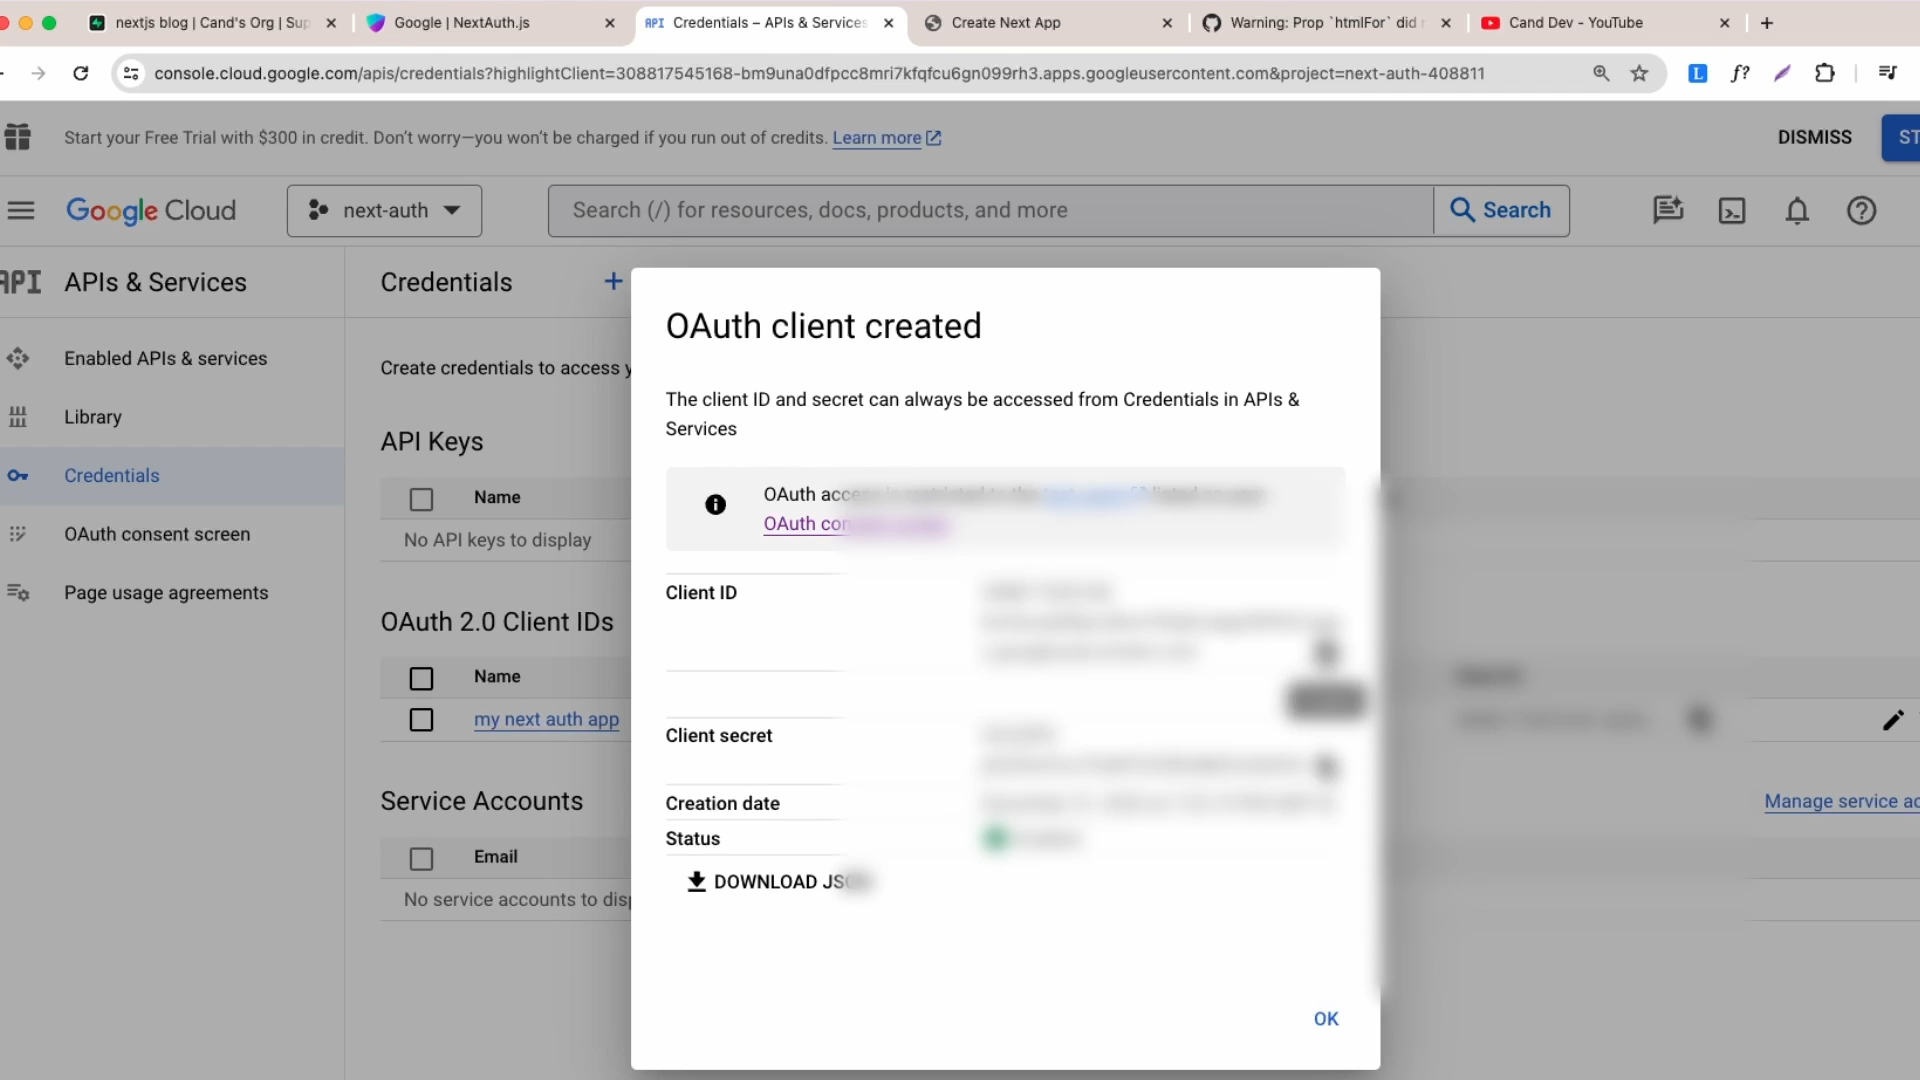 nextjs blog | Cand's Org | Sup
Google | NextAuth.js
API Credentials – APIs & Services
Create Next App
Warning: Prop `htmlFor` did
Cand Dev - YouTube
console.cloud.google.com/apis/credentials?highlightClient=308817545168-bm9una0dfpcc8mri7kfqfcu6gn099rh3.apps.googleusercontent.com&project=next-auth-408811
L
f?
Start your Free Trial with $300 in credit. Don't worry—you won't be charged if you run out of credits. Learn more
DISMISS
ST
Google Cloud
next-auth
Search (/) for resources, docs, products, and more
Search
API APIs & Services
Enabled APIs & services
Library
Credentials
OAuth consent screen
Page usage agreements
Credentials
+
Create credentials to access y
API Keys
Name
No API keys to display
OAuth 2.0 Client IDs
Name
my next auth app
Service Accounts
Manage service ac
Email
No service accounts to disp
OAuth client created
The client ID and secret can always be accessed from Credentials in APIs &
Services
OAuth
OAuth
Client ID
Client secret
Creation date
Status
DOWNLOAD
OK